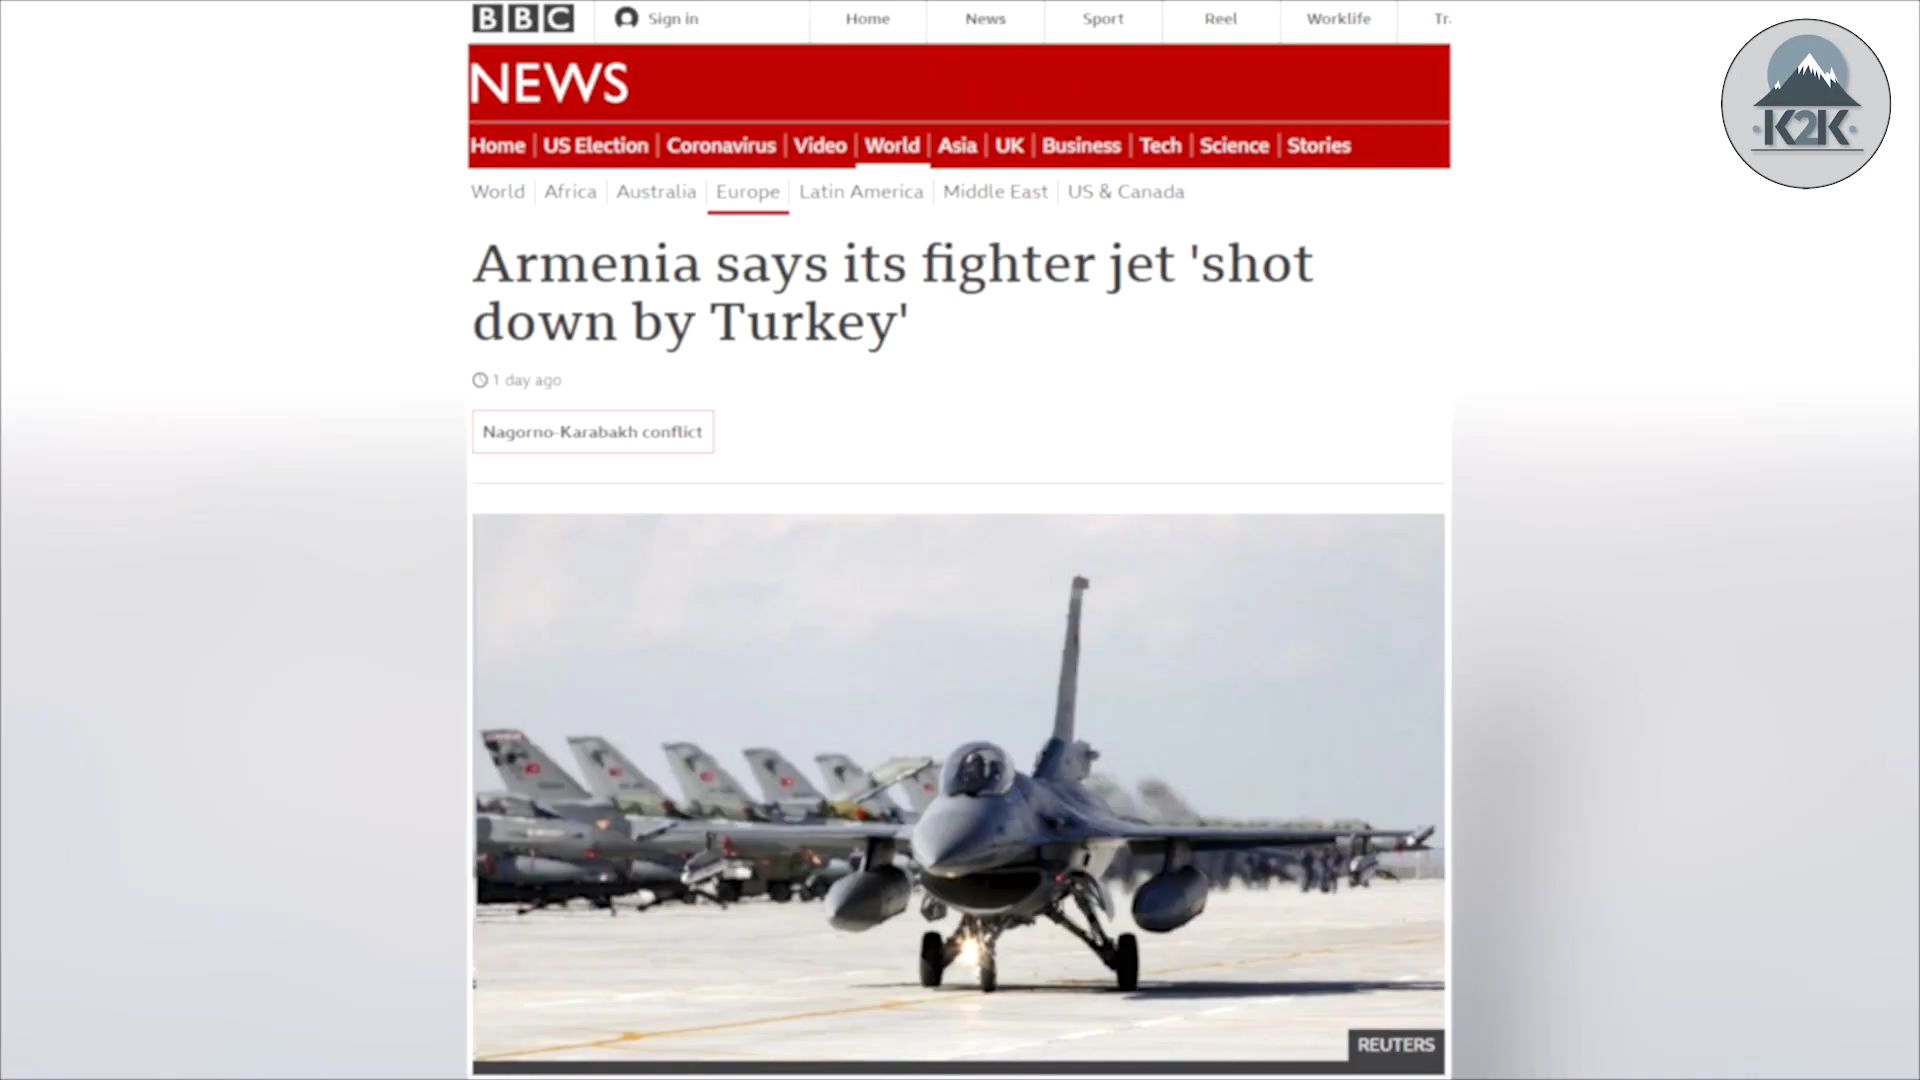 BBC
Sign in
Home
News
Sport
Reel
Worklife
Tr
NEWS
Home
US Election
Coronavirus
Video
World
Asia
UK
Business
Tech
Science
Stories
World
Africa
Australia
Europe
Latin America
Middle East
US & Canada
Armenia says its fighter jet 'shot
down by Turkey'
1 day ago
Nagorno-Karabakh conflict
REUTERS
K2K